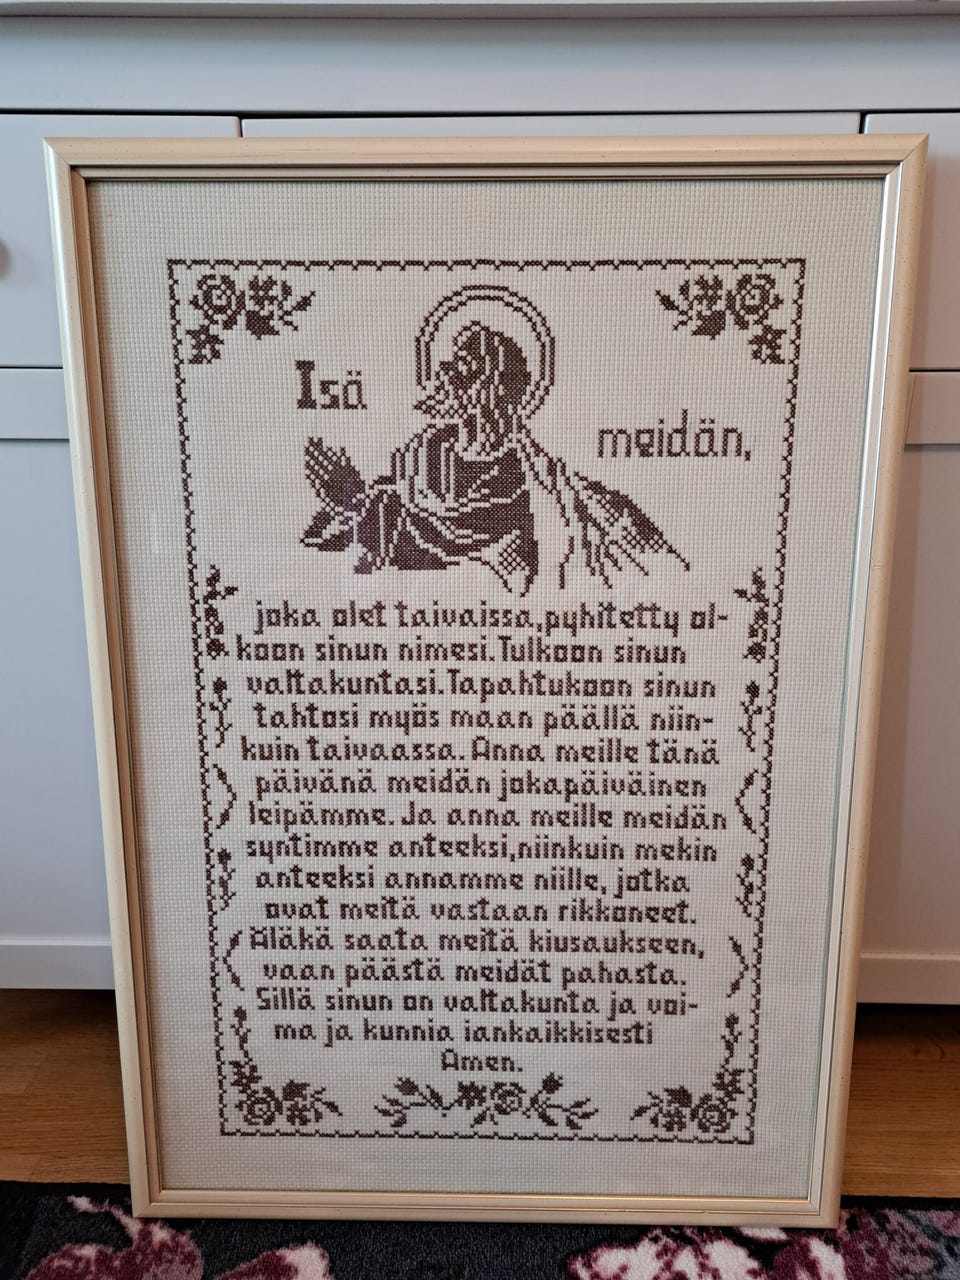 Isä
meidän,
joka olet taivaissa,pyhitetty ol-
koon sinun nimesi.Tulkoon sinun
valtakuntasi.Tapahtukoon sinun
tahtosi myös maan päällä niin-
kuin taivaassa. Anna meille tänä
päivänä meidän jokapäiväinen
leipämme. Ja anna meille meidän
syntimme anteeksi,niinkuin mekin
anteeksi annamme niille, jotka
ovat meitä vastaan rikkoneet.
Äläkä saata meitä kiusaukseen,
vaan päästä meidät pahasta.
Sillä sinun on valtakunta ja voi-
ma ja kunnia iankaikkisesti
Amen.